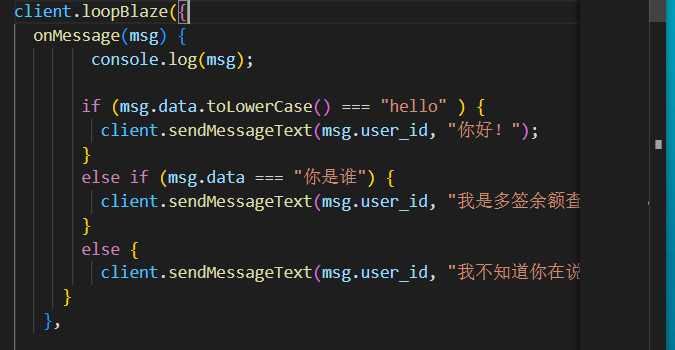 client.loopBlaze({
onMessage(msg) {
console.log(msg);
if (msg.data.toLowerCase() === "hello" ) {
client.sendMessageText(msg.user_id, "你好！");
}
else if (msg.data === "你是谁") {
client.sendMessageText(msg.user_id, "我是多签余额查
}
else {
client.sendMessageText(msg.user_id, "我不知道你在说
}
},